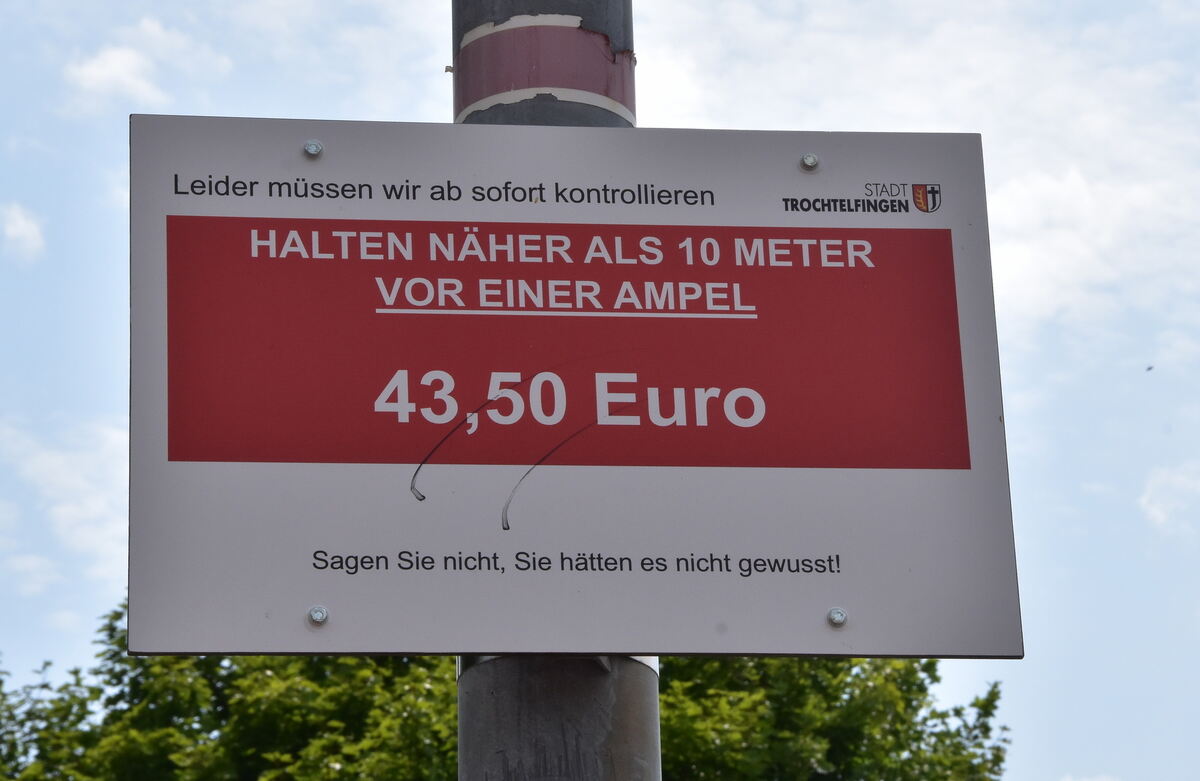 Leider müssen wir ab sofort kontrollieren
STADT
TROCHTELFINGEN
HALTEN NÄHER ALS 10 METER
VOR EINER AMPEL
43,50 Euro
Sagen Sie nicht, Sie hätten es nicht gewusst!